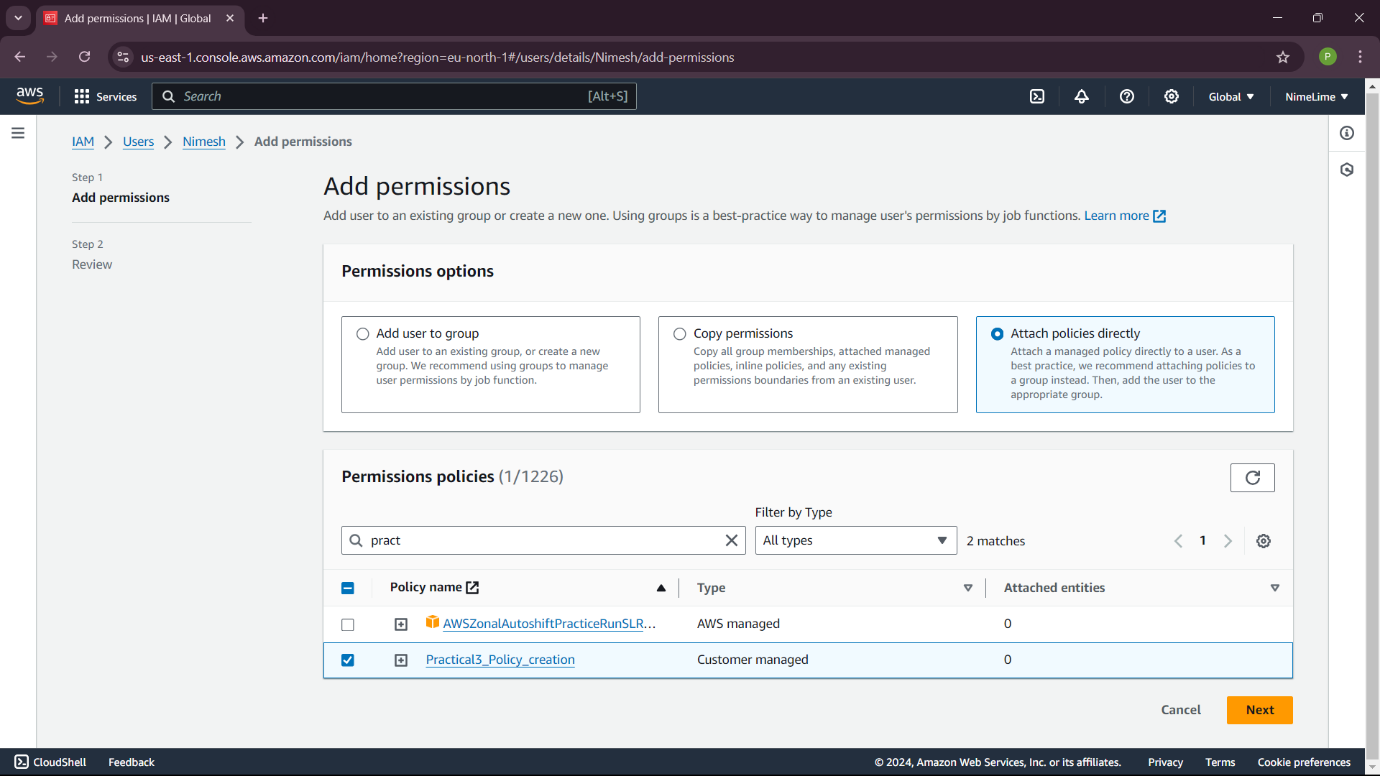 Add permissions | IAM | Global
us-east-1.console.aws.amazon.com/iam/home?region=eu-north-1#/users/details/Nimesh/add-permissions
P
aws
Services
Search
[Alt+S]
Global
NimeLime
IAM
Users
Nimesh
Add permissions
Step 1
Add permissions
Step 2
Review
Add permissions
Add user to an existing group or create a new one. Using groups is a best-practice way to manage user's permissions by job functions. Learn more
Permissions options
Add user to group
Add user to an existing group, or create a new
group. We recommend using groups to manage
user permissions by job function.
Copy permissions
Copy all group memberships, attached managed
policies, inline policies, and any existing
permissions boundaries from an existing user.
Attach policies directly
Attach a managed policy directly to a user. As a
best practice, we recommend attaching policies to
a group instead. Then, add the user to the
appropriate group.
Permissions policies (1/1226)
Filter by Type
pract
All types
2 matches
1
Policy name
Type
Attached entities
AWSZonalAutoshiftPracticeRunSLR...
AWS managed
0
Practical3_Policy_creation
Customer managed
0
Cancel
Next
CloudShell
Feedback
© 2024, Amazon Web Services, Inc. or its affiliates.
Privacy
Terms
Cookie preferences